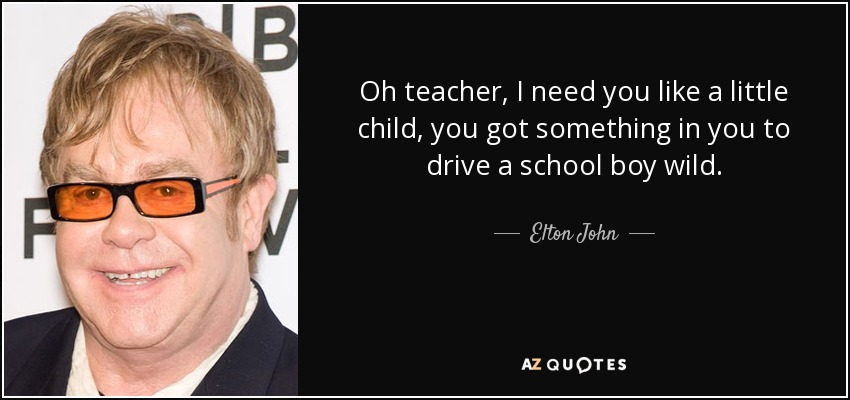 IB
L
F V
Oh teacher, I need you like a little
child, you got something in you to
drive a school boy wild.
Elton John
AZ QUOTES